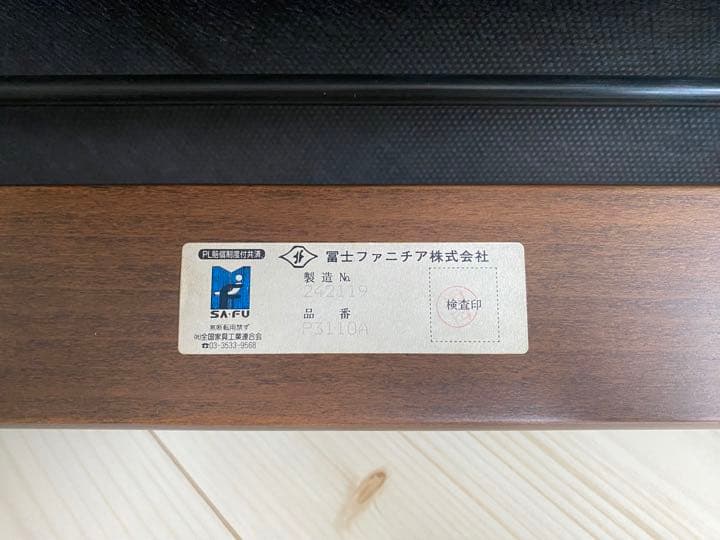 PL賠償制度付共済
SA·FU
無断転用禁ず
㈳全国家具工業連合会
☎03-3533-9568
冨士ファニチア株式会社
製造 №
242119
品番
P3110A
検査印